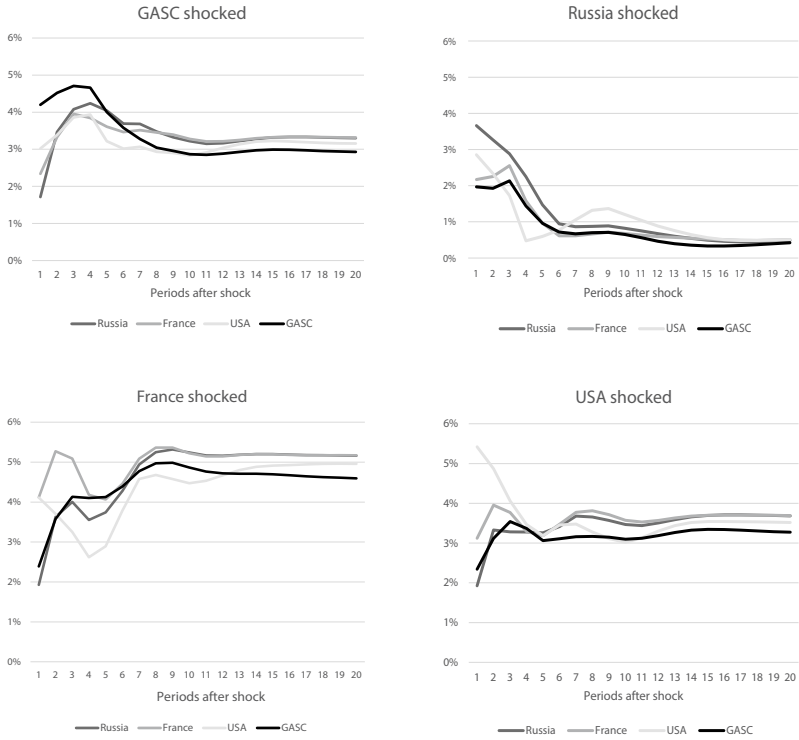 GASC shocked
6%
5%
4%
3%
2%
1%
0%
1 2 3 4 5 6 7 8 9 10 11 12 13 14 15 16 17 18 19 20
Periods after shock
Russia France USA GASC
Russia shocked
6%
5%
4%
3%
2%
1%
0%
1 2 3 4 5 6 7 8 9 10 11 12 13 14 15 16 17 18 19 20
Periods after shock
Russia France USA GASC
France shocked
6%
5%
4%
3%
2%
1%
0%
1 2 3 4 5 6 7 8 9 10 11 12 13 14 15 16 17 18 19 20
Periods after shock
Russia France USA GASC
USA shocked
6%
5%
4%
3%
2%
1%
0%
1 2 3 4 5 6 7 8 9 10 11 12 13 14 15 16 17 18 19 20
Periods after shock
Russia France USA GASC